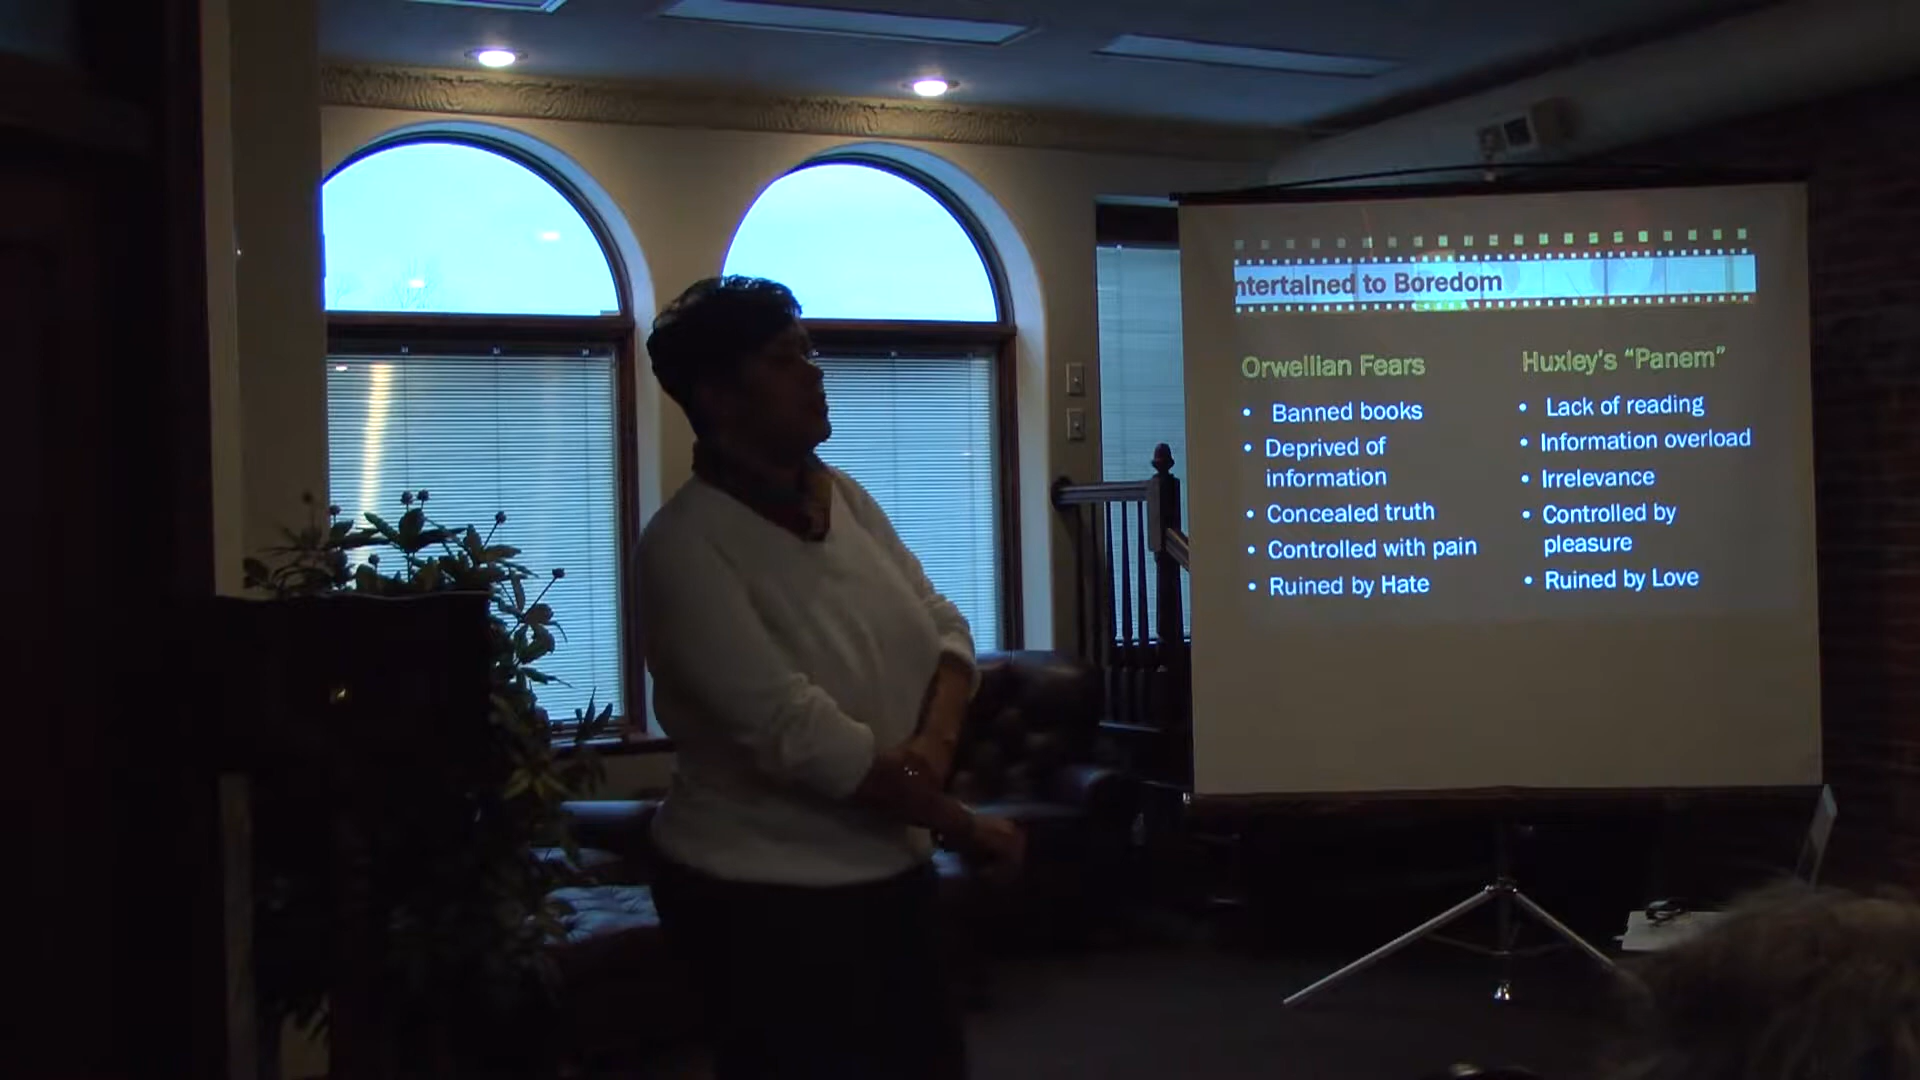 ntertained to Boredom
Orwellian Fears
• Banned books
• Deprived of
information
• Concealed truth
• Controlled with pain
• Ruined by Hate
Huxley's “Panem”
• Lack of reading
• Information overload
• Irrelevance
• Controlled by
pleasure
• Ruined by Love